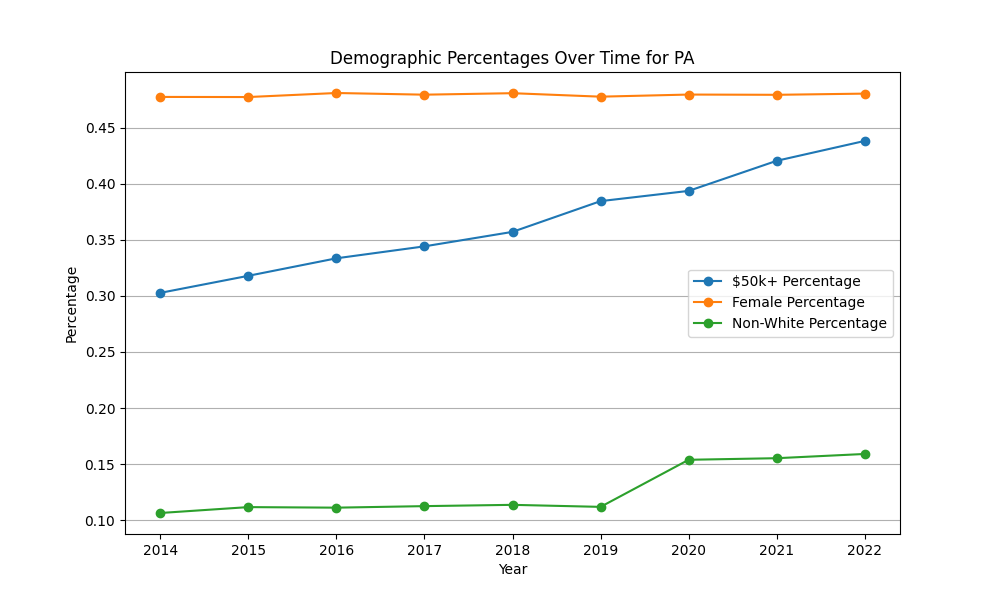 Demographic Percentages Over Time for PA
Percentage
0.45
0.40
0.35
0.30
0.25
0.20
0.15
0.10
$50k+ Percentage
Female Percentage
Non-White Percentage
2014 2015 2016 2017 2018 2019 2020 2021 2022
Year